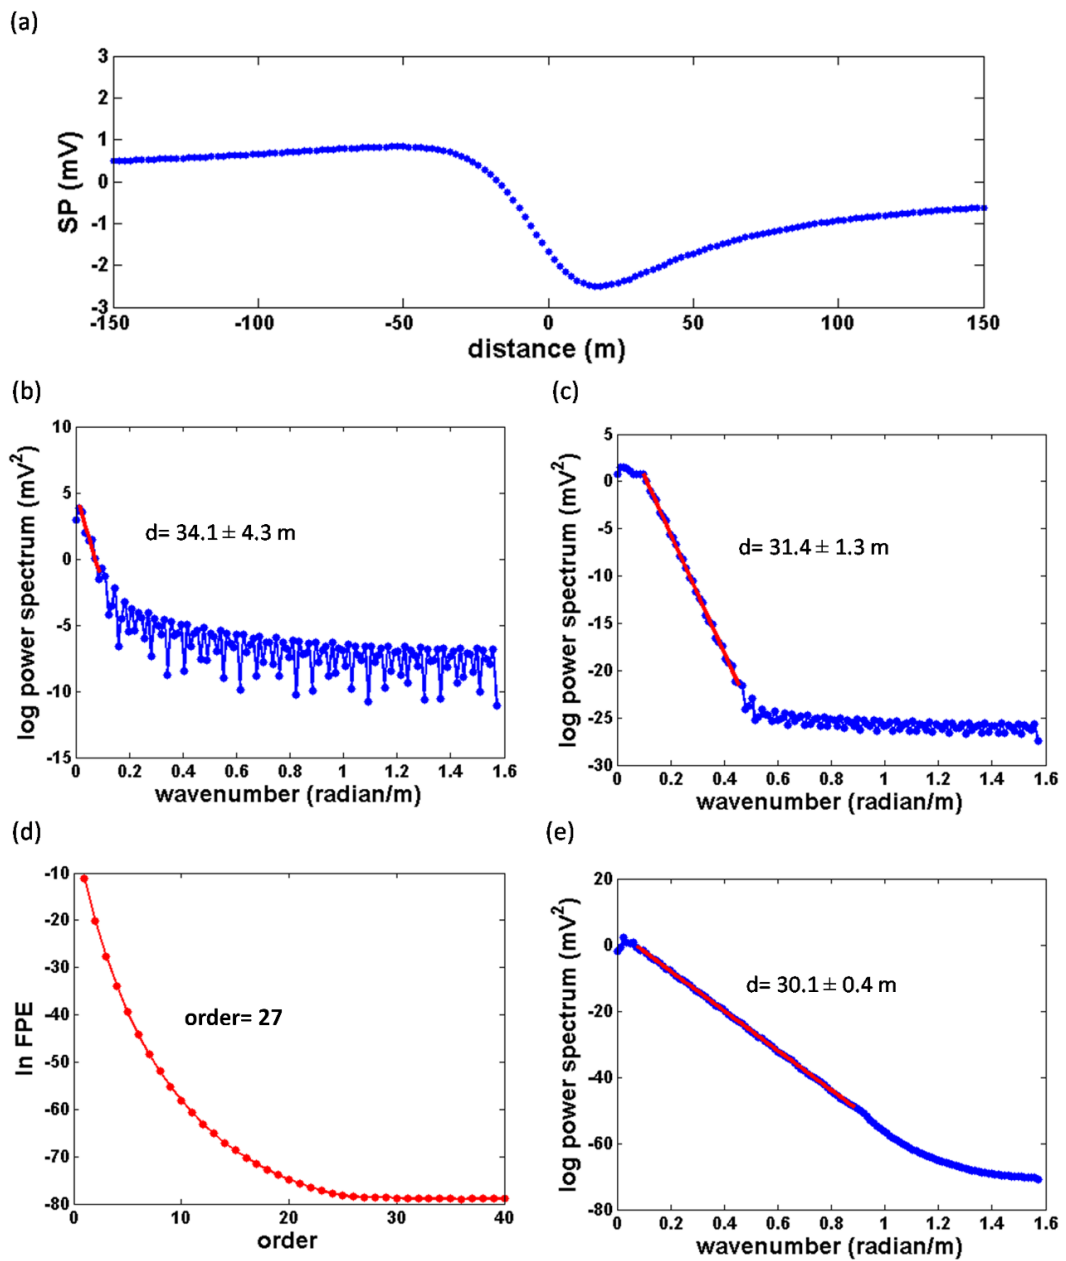 (a)
3
2
1
0
-1
-2
-3
SP (mV)
-150 -100 -50 0 50 100 150
distance (m)
(b)
10
5
0
-5
-10
-15
log power spectrum (mV²)
d= 34.1 ± 4.3 m
0 0.2 0.4 0.6 0.8 1 1.2 1.4 1.6
wavenumber (radian/m)
(c)
5
0
-5
-10
-15
-20
-25
-30
log power spectrum (mV²)
d= 31.4 ± 1.3 m
0 0.2 0.4 0.6 0.8 1 1.2 1.4 1.6
wavenumber (radian/m)
(d)
-10
-20
-30
-40
-50
-60
-70
-80
ln FPE
order= 27
0 10 20 30 40
order
(e)
20
0
-20
-40
-60
-80
log power spectrum (mV²)
d= 30.1 ± 0.4 m
0 0.2 0.4 0.6 0.8 1 1.2 1.4 1.6
wavenumber (radian/m)